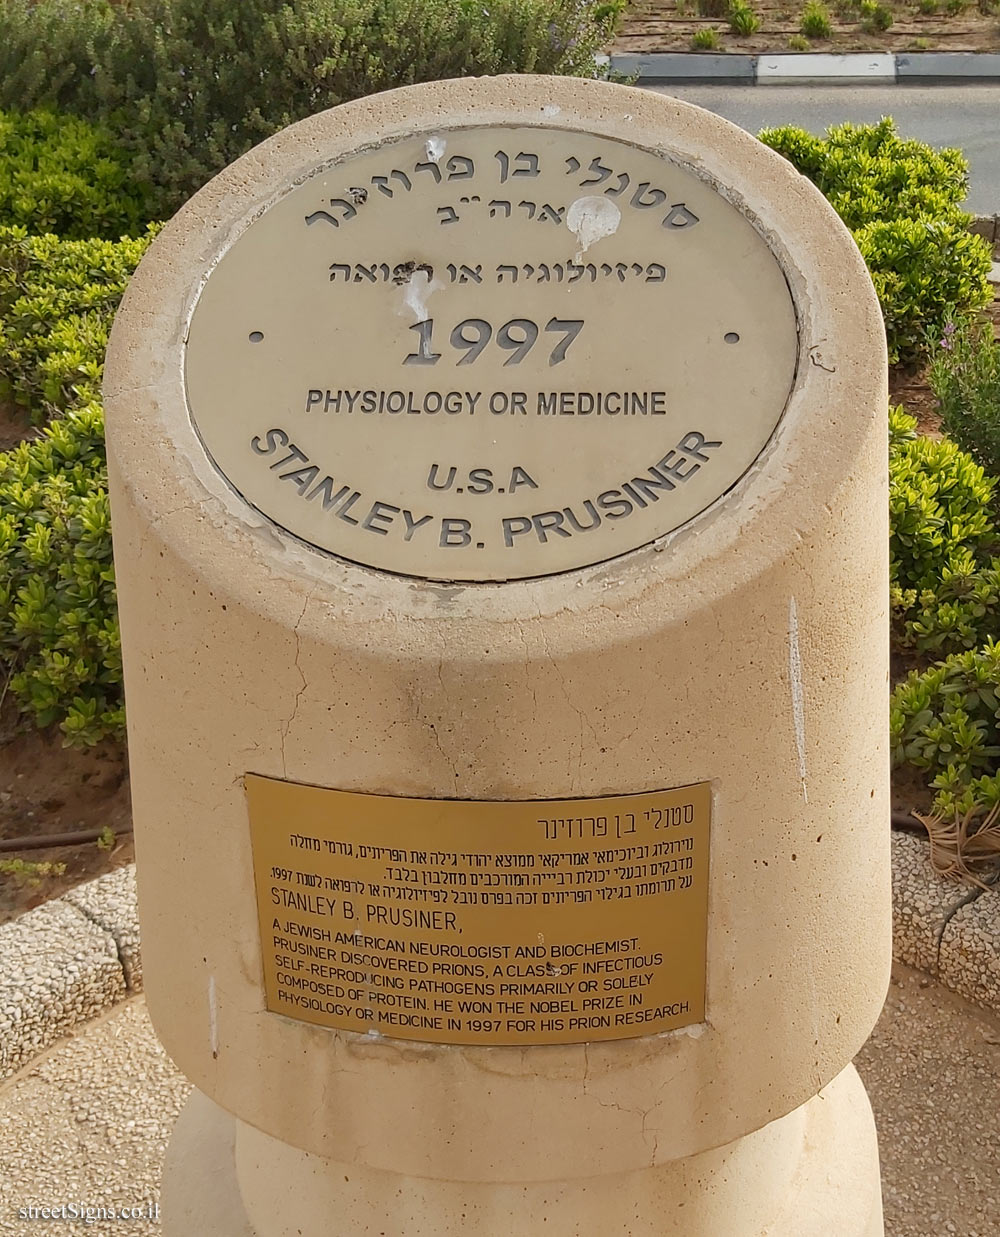 סטנלי בן פרוזינר
ארה"ב
פיזיולוגיה או רפואה
1997
PHYSIOLOGY OR MEDICINE
U.S.A
STANLEY B. PRUSINER
סטנלי בן פרוזינר
נוירולוג וביוכימאי אמריקאי ממוצא יהודי גילה את הפריונים, גורמי מחלה
מדבקים ובעלי יכולת רבייה המורכבים מחלבון בלבד.
על תרומתו בגילוי הפריונים זכה בפרס נובל לפיזיולוגיה או לרפואה לשנת 1997.
STANLEY B. PRUSINER,
A JEWISH AMERICAN NEUROLOGIST AND BIOCHEMIST.
PRUSINER DISCOVERED PRIONS, A CLASS OF INFECTIOUS
SELF-REPRODUCING PATHOGENS PRIMARILY OR SOLELY
COMPOSED OF PROTEIN. HE WON THE NOBEL PRIZE IN
PHYSIOLOGY OR MEDICINE IN 1997 FOR HIS PRION RESEARCH.
streetSigns.co.il